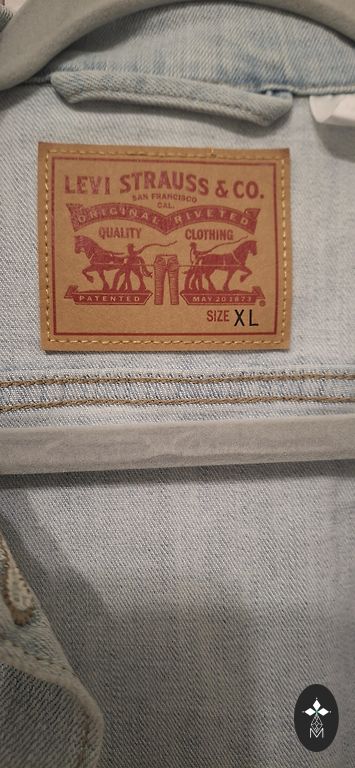 LEVI STRAUSS & CO.
SAN FRANCISCO
CAL.
ORIGINAL RIVETED
QUALITY CLOTHING
PATENTED MAY 20 1873
®
SIZE XL
M